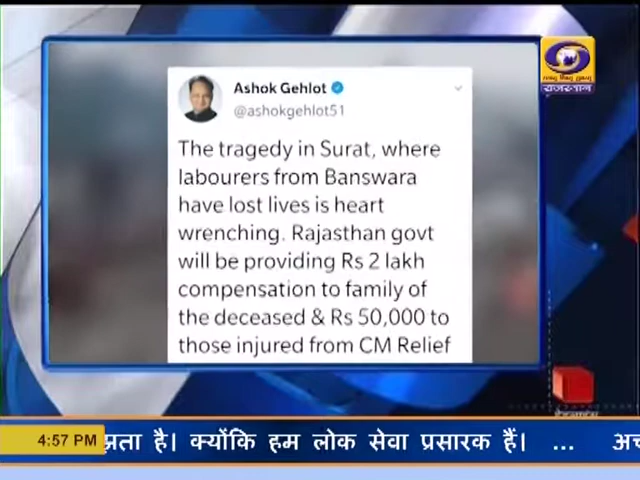 Ashok Gehlot
@ashokgehlot51
The tragedy in Surat, where
labourers from Banswara
have lost lives is heart
wrenching. Rajasthan govt
will be providing Rs 2 lakh
compensation to family of
the deceased & Rs 50,000 to
those injured from CM Relief
राजस्थान
4:57 PM
है। क्योंकि हम लोक सेवा प्रसारक हैं। ...